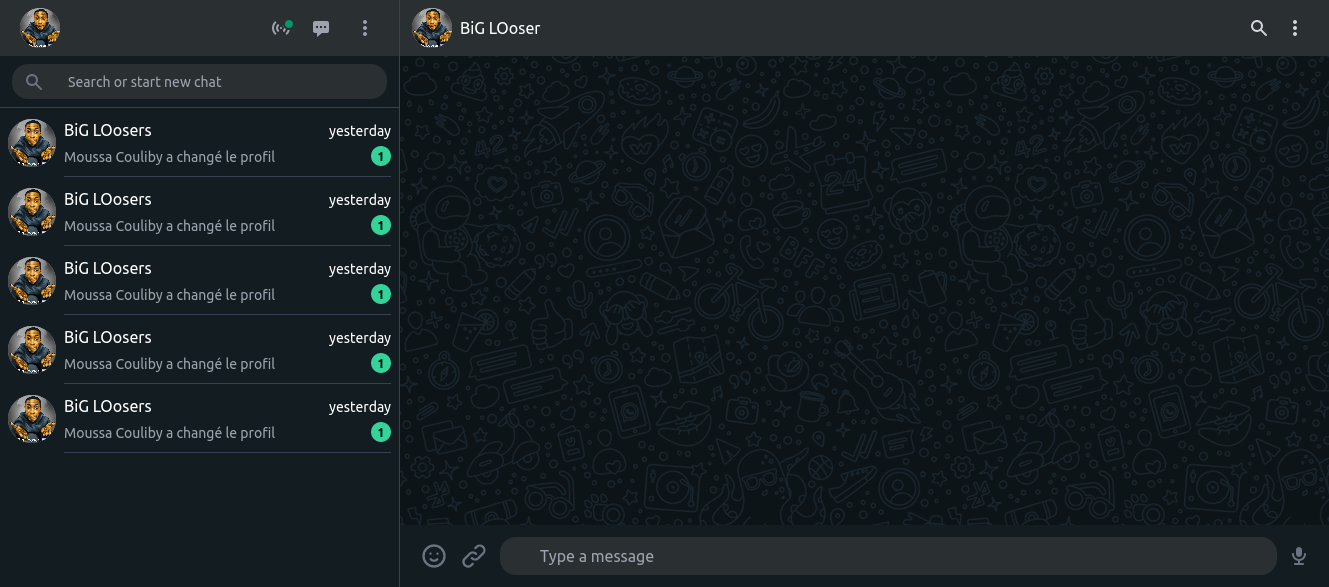 BiG LOoser
Search or start new chat
BiG LOosers yesterday
Moussa Couliby a changé le profil 1
BiG LOosers yesterday
Moussa Couliby a changé le profil 1
BiG LOosers yesterday
Moussa Couliby a changé le profil 1
BiG LOosers yesterday
Moussa Couliby a changé le profil 1
BiG LOosers yesterday
Moussa Couliby a changé le profil 1
24
42
Type a message